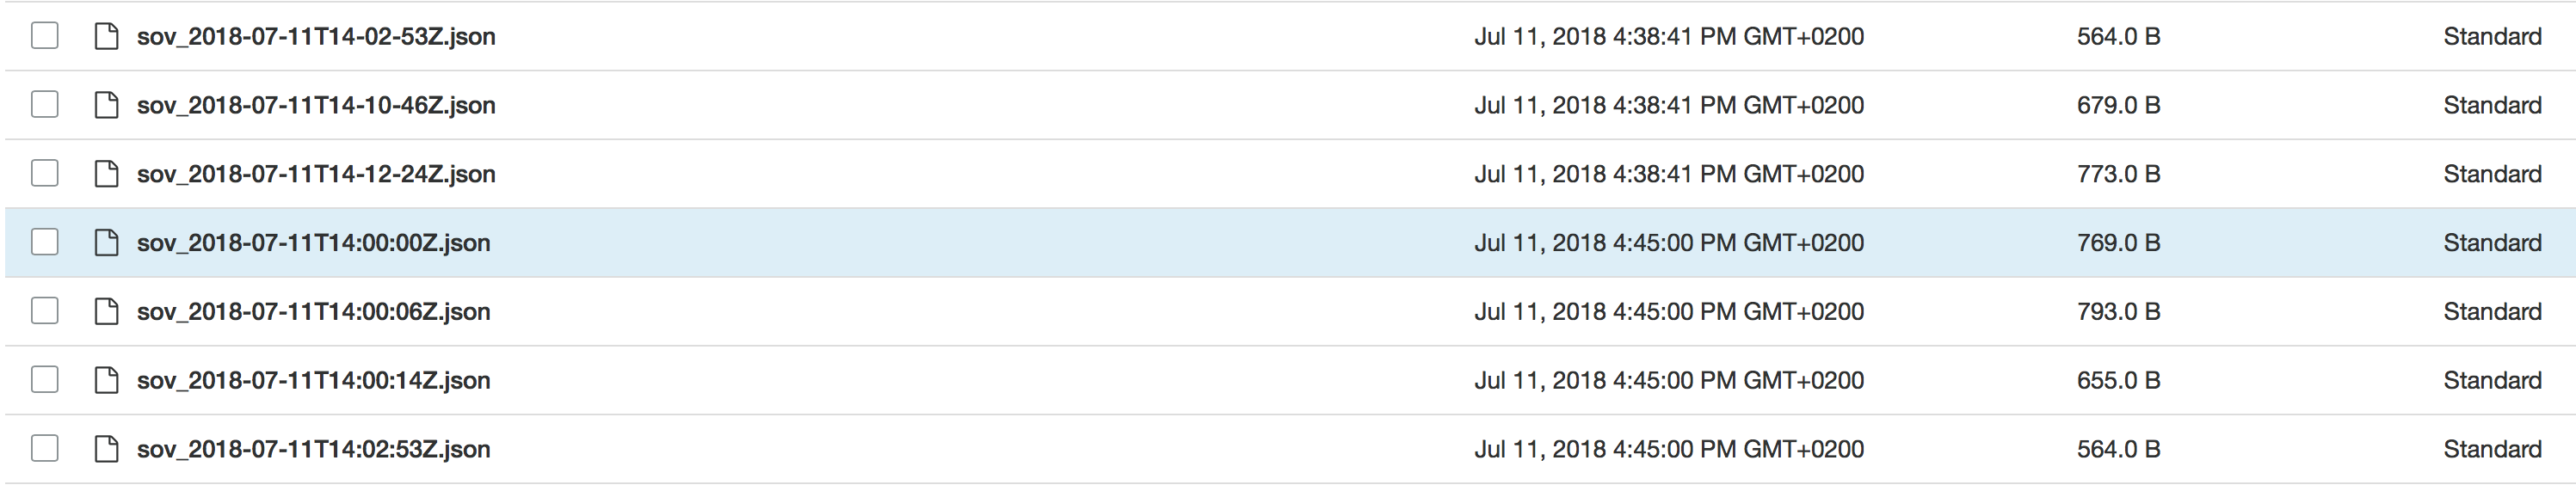 sov_2018-07-11T14-02-53Z.json Jul 11, 2018 4:38:41 PM GMT+0200 564.0 B Standard
sov_2018-07-11T14-10-46Z.json Jul 11, 2018 4:38:41 PM GMT+0200 679.0 B Standard
sov_2018-07-11T14-12-24Z.json Jul 11, 2018 4:38:41 PM GMT+0200 773.0 B Standard
sov_2018-07-11T14:00:00Z.json Jul 11, 2018 4:45:00 PM GMT+0200 769.0 B Standard
sov_2018-07-11T14:00:06Z.json Jul 11, 2018 4:45:00 PM GMT+0200 793.0 B Standard
sov_2018-07-11T14:00:14Z.json Jul 11, 2018 4:45:00 PM GMT+0200 655.0 B Standard
sov_2018-07-11T14:02:53Z.json Jul 11, 2018 4:45:00 PM GMT+0200 564.0 B Standard